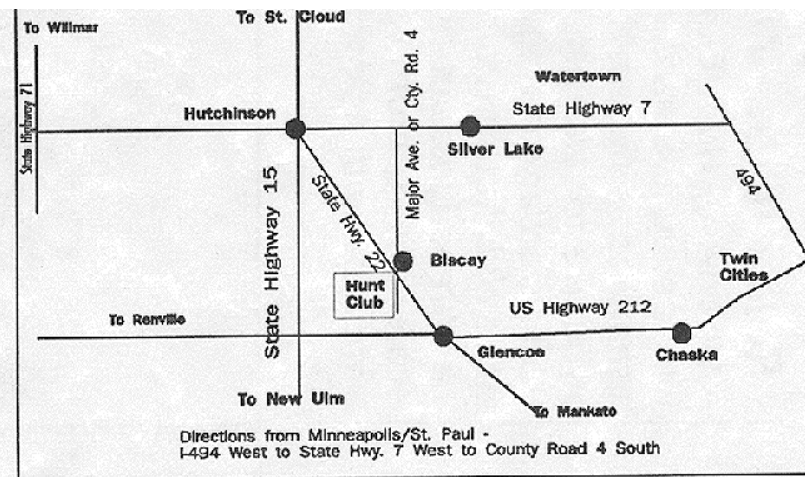 To Willmar
To St. Cloud
State Highway 71
Major Ave. or Cty. Rd. 4
Watertown
Hutchinson
State Highway 7
Silver Lake
494
State Highway 15
State Hwy. 22
Biscay
Twin
Cities
Hunt
Club
To Renville
US Highway 212
Glencoe
Chaska
To New Ulm
To Mankato
Directions from Minneapolis/St. Paul -
I-494 West to State Hwy. 7 West to County Road 4 South